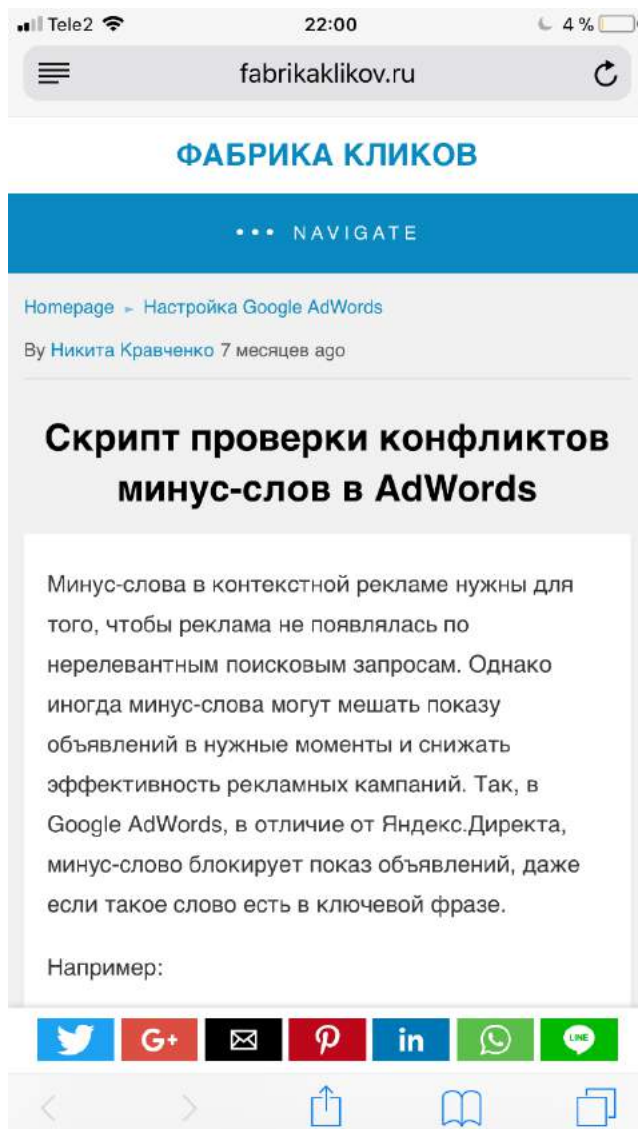 Tele2
22:00
4 %
fabrikaklikov.ru
ФАБРИКА КЛИКОВ
••• NAVIGATE
Homepage ► Настройка Google AdWords
By Никита Кравченко 7 месяцев ago
Скрипт проверки конфликтов
минус-слов в AdWords
Минус-слова в контекстной рекламе нужны для
того, чтобы реклама не появлялась по
нерелевантным поисковым запросам. Однако
иногда минус-слова могут мешать показу
объявлений в нужные моменты и снижать
эффективность рекламных кампаний. Так, в
Google AdWords, в отличие от Яндекс.Директа,
минус-слово блокирует показ объявлений, даже
если такое слово есть в ключевой фразе.
Например:
G+
in
LINE